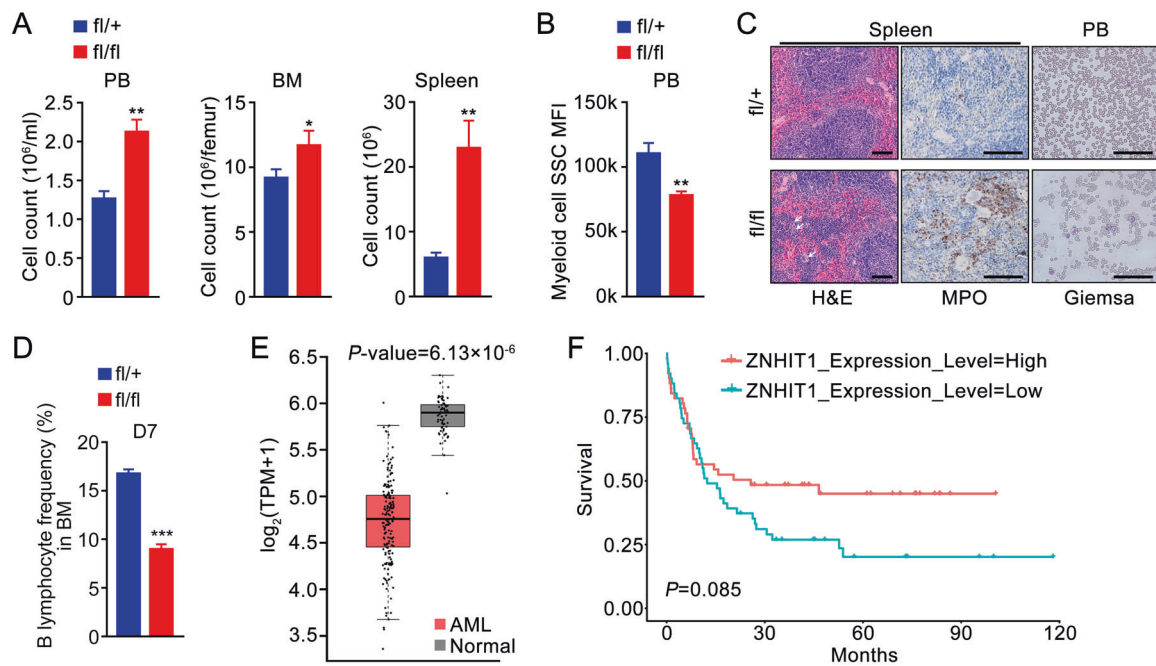 A
fl/+
fl/fl
PB
Cell count (10⁶/ml)
2.5
2.0
1.5
1.0
0.5
0
**
BM
Cell count (10⁶/femur)
15
10
5
0
*
Spleen
Cell count (10⁶)
30
20
10
0
**
B
fl/+
fl/fl
PB
Myeloid cell SSC MFI
150k
100k
50k
0k
**
C
Spleen
PB
fl/+
fl/fl
H&E
MPO
Giemsa
D
fl/+
fl/fl
D7
B lymphocyte frequency (%)
in BM
20
15
10
5
0
***
E
P-value=6.13×10⁻⁶
log₂(TPM+1)
6.5
6.0
5.5
5.0
4.5
4.0
3.5
AML
Normal
F
ZNHIT1_Expression_Level=High
ZNHIT1_Expression_Level=Low
Survival
1.00
0.75
0.50
0.25
0.00
P=0.085
0
30
60
90
120
Months